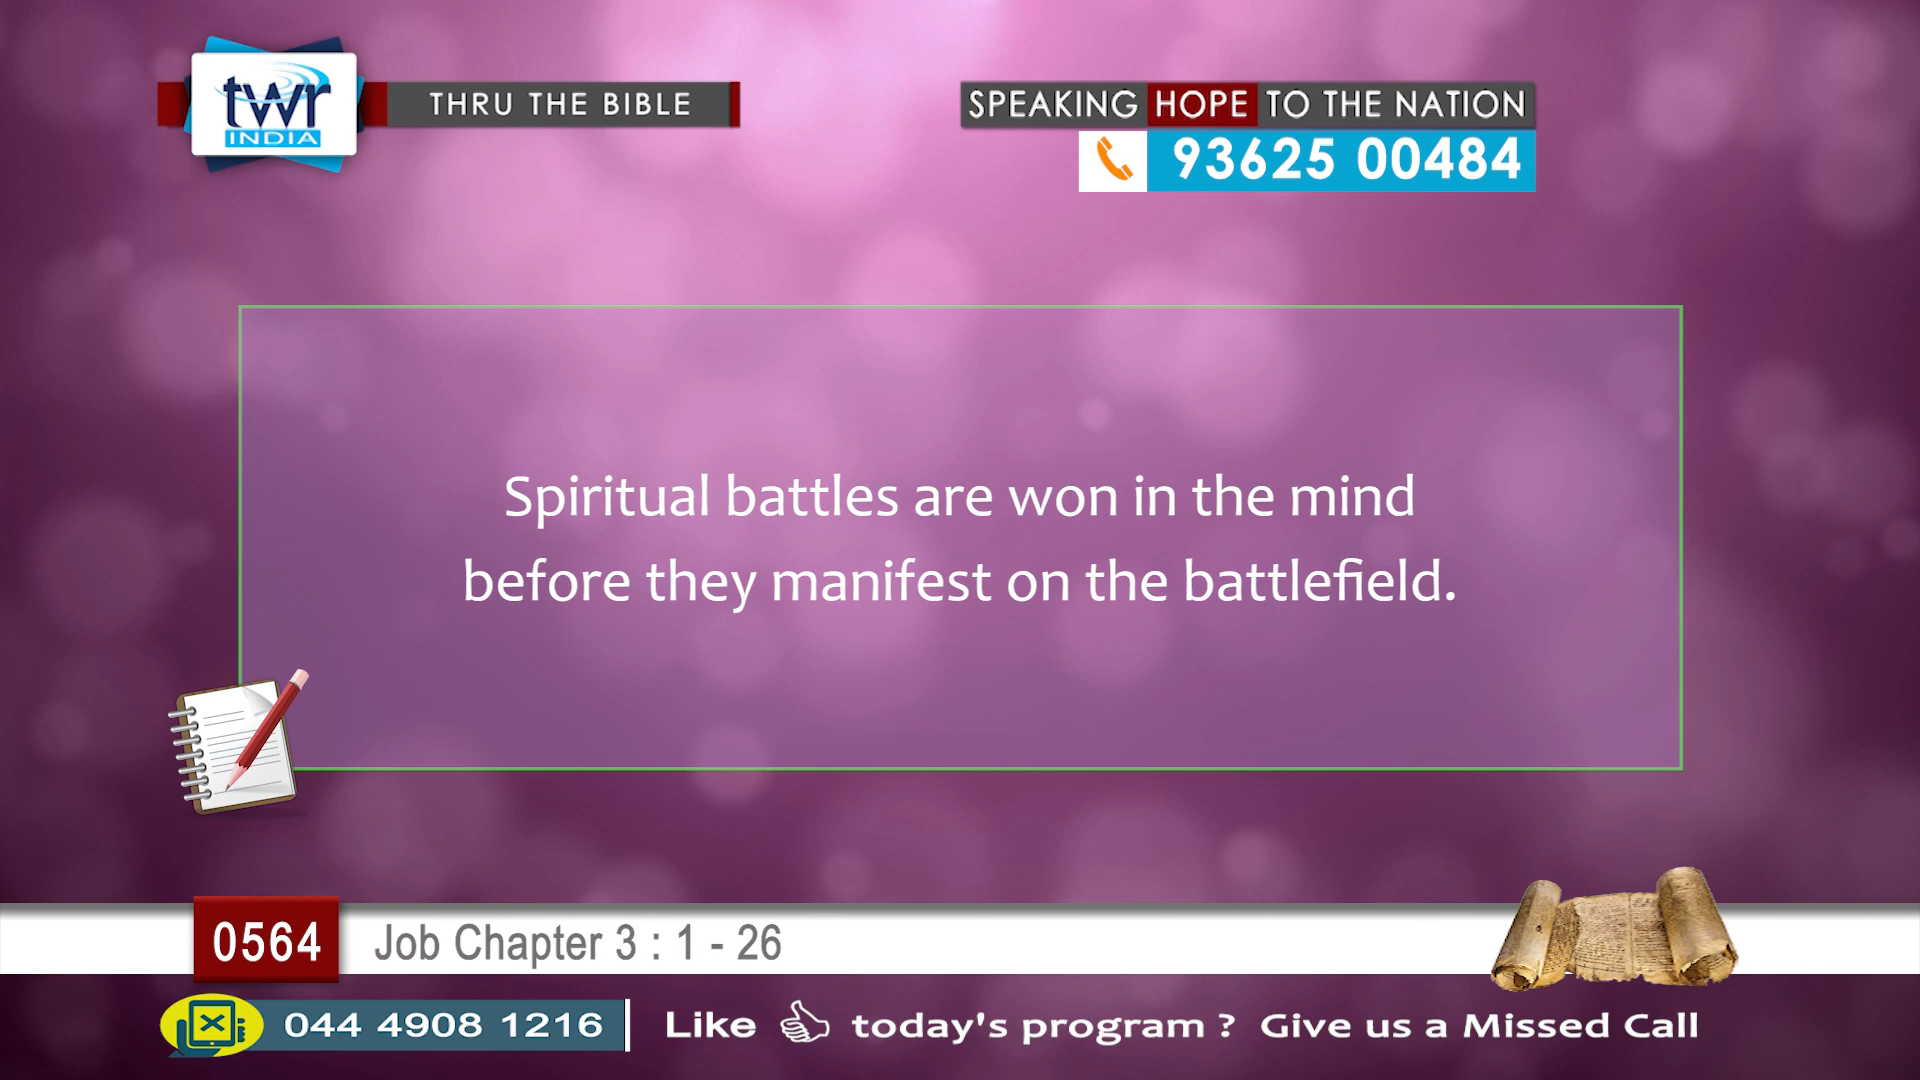 twr
INDIA
THRU THE BIBLE
SPEAKING HOPE TO THE NATION
93625 00484
Spiritual battles are won in the mind
before they manifest on the battlefield.
0564 Job Chapter 3 : 1 - 26
044 4908 1216 Like today's program ? Give us a Missed Call